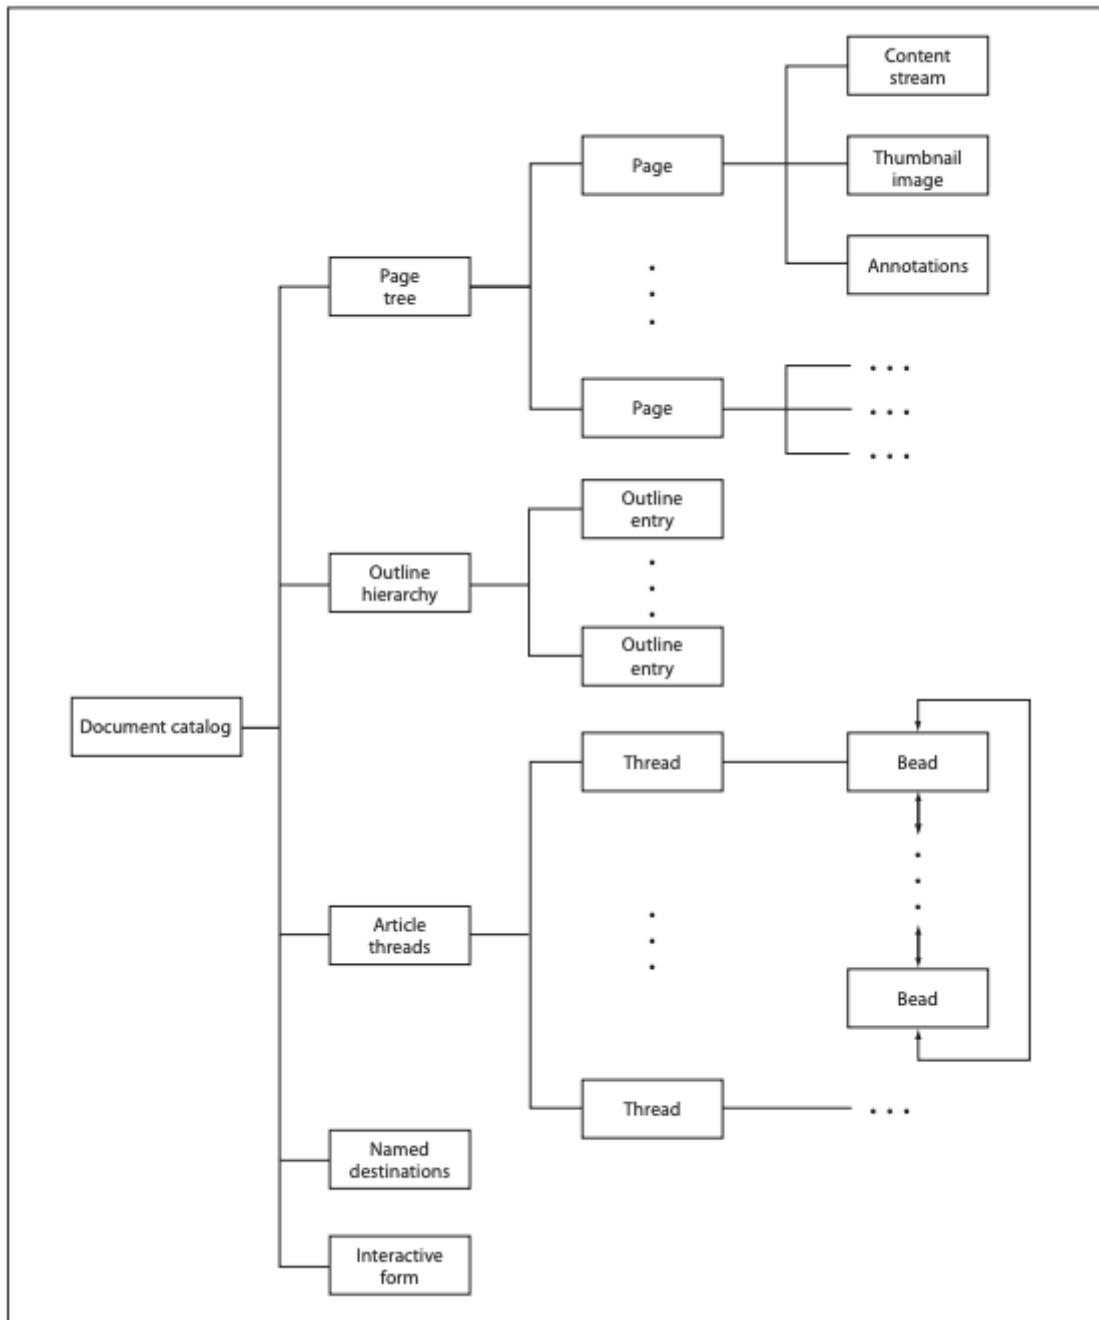 Content
stream
Page
Thumbnail
image
Annotations
Page
tree
Page
Outline
entry
Outline
hierarchy
Outline
entry
Document catalog
Thread
Bead
Article
threads
Bead
Thread
Named
destinations
Interactive
form